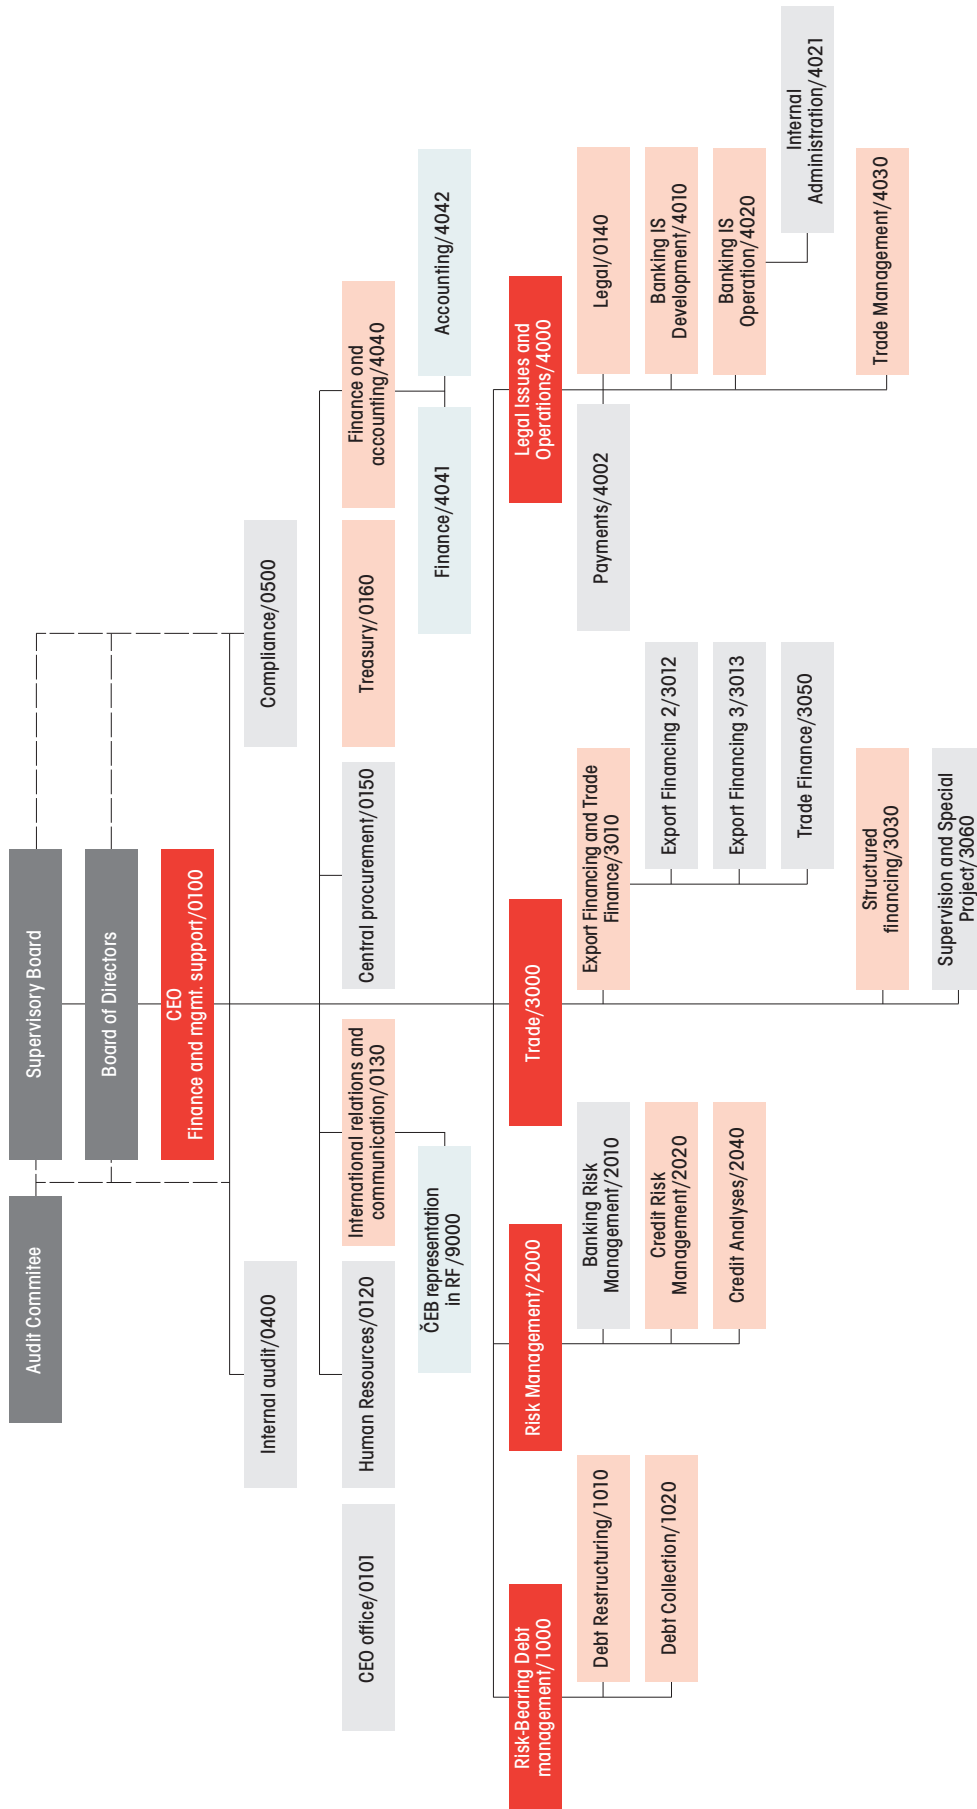 Audit Committee
Supervisory Board
Board of Directors
CEO
Finance and mgmt. support/0100
Internal audit/0400
Compliance/0500
CEO office/0101
Human Resources/0120
International relations and
communication/0130
Central procurement/0150
Treasury/0160
Finance and
accounting/4040
ČEB representation
in RF/9000
Finance/4041
Accounting/4042
Risk-Bearing Debt
management/1000
Risk Management/2000
Trade/3000
Legal Issues and
Operations/4000
Debt Restructuring/1010
Debt Collection/1020
Banking Risk
Management/2010
Credit Risk
Management/2020
Credit Analyses/2040
Export Financing and Trade
Finance/3010
Export Financing 2/3012
Export Financing 3/3013
Trade Finance/3050
Structured
financing/3030
Supervision and Special
Project/3060
Payments/4002
Legal/0140
Banking IS
Development/4010
Banking IS
Operation/4020
Internal
Administration/4021
Trade Management/4030